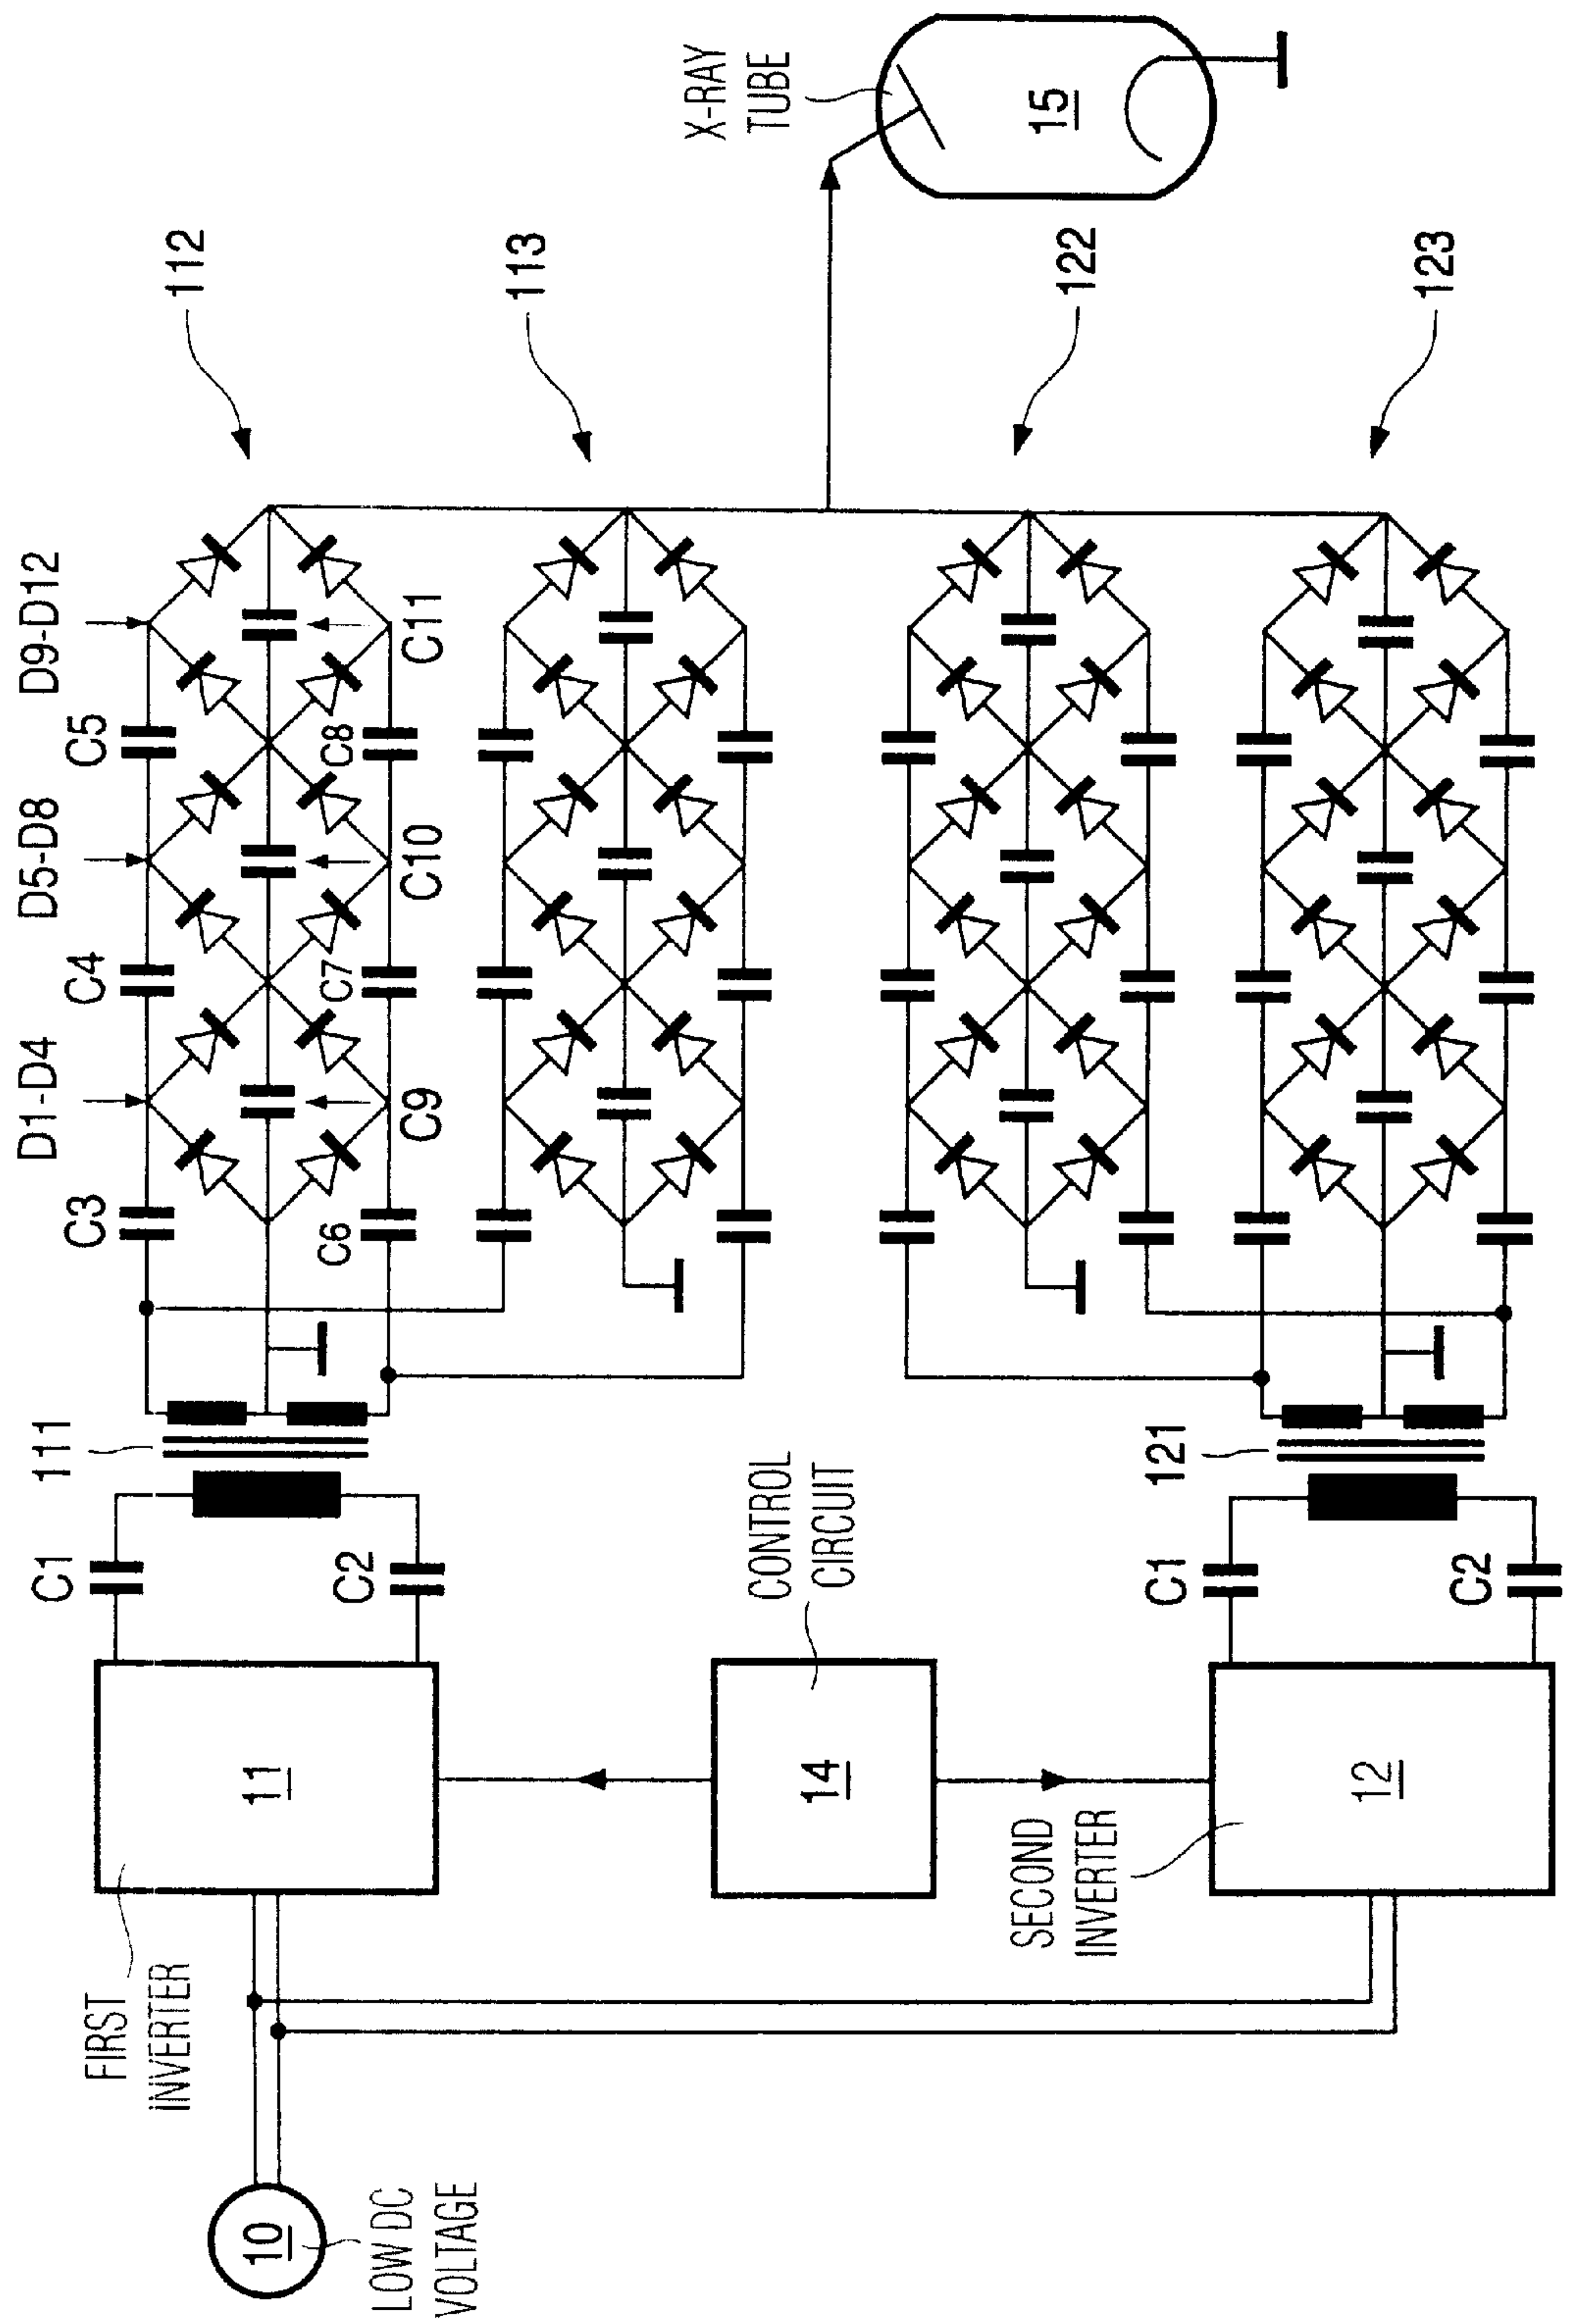 10
LOW DC
VOLTAGE
FIRST
INVERTER
11
C1
C2
111
C3
D1-D4
C4
D5-D8
C5
D9-D12
C6
C9
C7
C10
C8
C11
112
113
X-RAY
TUBE
15
CONTROL
CIRCUIT
14
SECOND
INVERTER
12
C1
C2
121
122
123